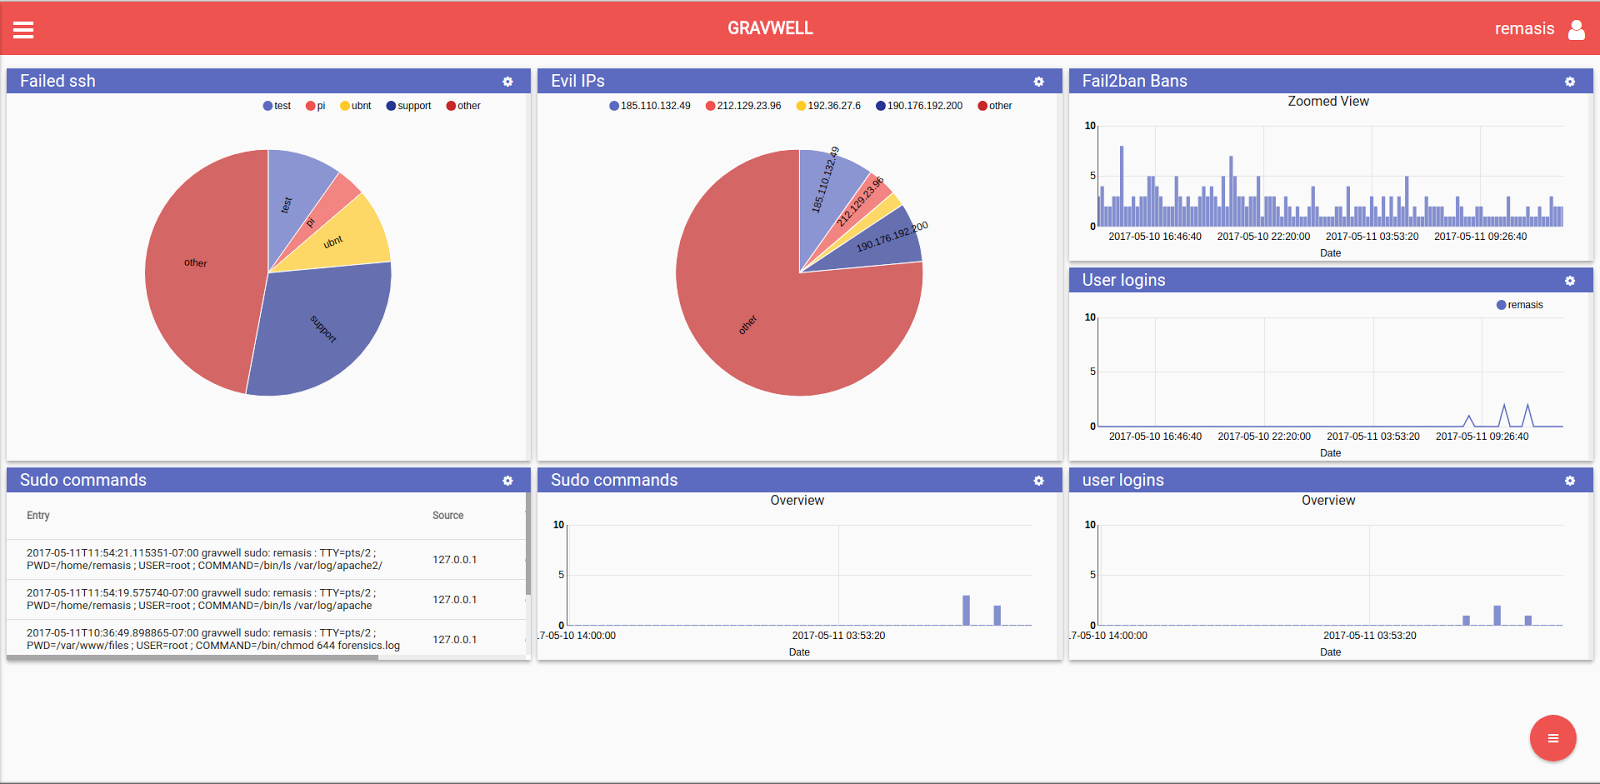 GRAVWELL
remasis
Failed ssh
test pi ubnt support other
test
pi
ubnt
other
support
Evil IPs
185.110.132.49 212.129.23.96 192.36.27.6 190.176.192.200 other
185.110.132.49
212.129.23.96
190.176.192.200
other
Fail2ban Bans
Zoomed View
10
5
0
2017-05-10 16:46:40 2017-05-10 22:20:00 2017-05-11 03:53:20 2017-05-11 09:26:40
Date
User logins
remasis
10
5
0
2017-05-10 16:46:40 2017-05-10 22:20:00 2017-05-11 03:53:20 2017-05-11 09:26:40
Date
Sudo commands
Entry Source
2017-05-11T11:54:21.115351-07:00 gravwell sudo: remasis : TTY=pts/2 ;
PWD=/home/remasis ; USER=root ; COMMAND=/bin/ls /var/log/apache2/
127.0.0.1
2017-05-11T11:54:19.575740-07:00 gravwell sudo: remasis : TTY=pts/2 ;
PWD=/home/remasis ; USER=root ; COMMAND=/bin/ls /var/log/apache
127.0.0.1
2017-05-11T10:36:49.898865-07:00 gravwell sudo: remasis : TTY=pts/2 ;
PWD=/var/www/files ; USER=root ; COMMAND=/bin/chmod 644 forensics.log
127.0.0.1
Sudo commands
Overview
10
5
0
7-05-10 14:00:00 2017-05-11 03:53:20
Date
user logins
Overview
10
5
0
7-05-10 14:00:00 2017-05-11 03:53:20
Date